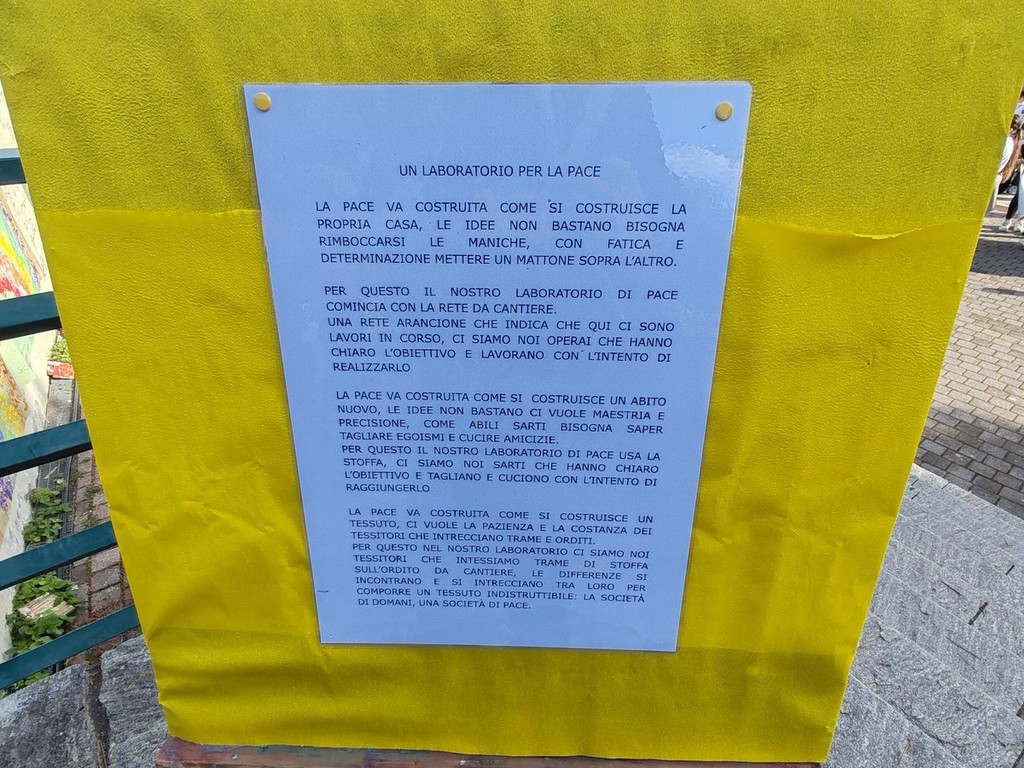 UN LABORATORIO PER LA PACE
LA PACE VA COSTRUITA COME SI COSTRUISCE LA
PROPRIA CASA, LE IDEE NON BASTANO BISOGNA
RIMBOCCARSI LE MANICHE, CON FATICA E
DETERMINAZIONE METTERE UN MATTONE SOPRA L'ALTRO.
PER QUESTO IL NOSTRO LABORATORIO DI PACE
COMINCIA CON LA RETE DA CANTIERE.
UNA RETE ARANCIONE CHE INDICA CHE QUI CI SONO
LAVORI IN CORSO, CI SIAMO NOI OPERAI CHE HANNO
CHIARO L'OBIETTIVO E LAVORANO CON L'INTENTO DI
REALIZZARLO
LA PACE VA COSTRUITA COME SI COSTRUISCE UN ABITO
NUOVO, LE IDEE NON BASTANO CI VUOLE MAESTRIA E
PRECISIONE, COME ABILI SARTI BISOGNA SAPER
TAGLIARE EGOISMI E CUCIRE AMICIZIE.
PER QUESTO IL NOSTRO LABORATORIO DI PACE USA LA
STOFFA, CI SIAMO NOI SARTI CHE HANNO CHIARO
L'OBIETTIVO E TAGLIANO E CUCIONO CON L'INTENTO DI
RAGGIUNGERLO
LA PACE VA COSTRUITA COME SI COSTRUISCE UN
TESSUTO, CI VUOLE LA PAZIENZA E LA COSTANZA DEI
TESSITORI CHE INTRECCIANO TRAME E ORDITI.
PER QUESTO NEL NOSTRO LABORATORIO CI SIAMO NOI
TESSITORI CHE INTESSIAMO TRAME DI STOFFA
SULL'ORDITO DA CANTIERE, LE DIFFERENZE SI
INCONTRANO E SI INTRECCIANO TRA LORO PER
COMPORRE UN TESSUTO INDISTRUTTIBILE: LA SOCIETÀ
DI DOMANI, UNA SOCIETÀ DI PACE.